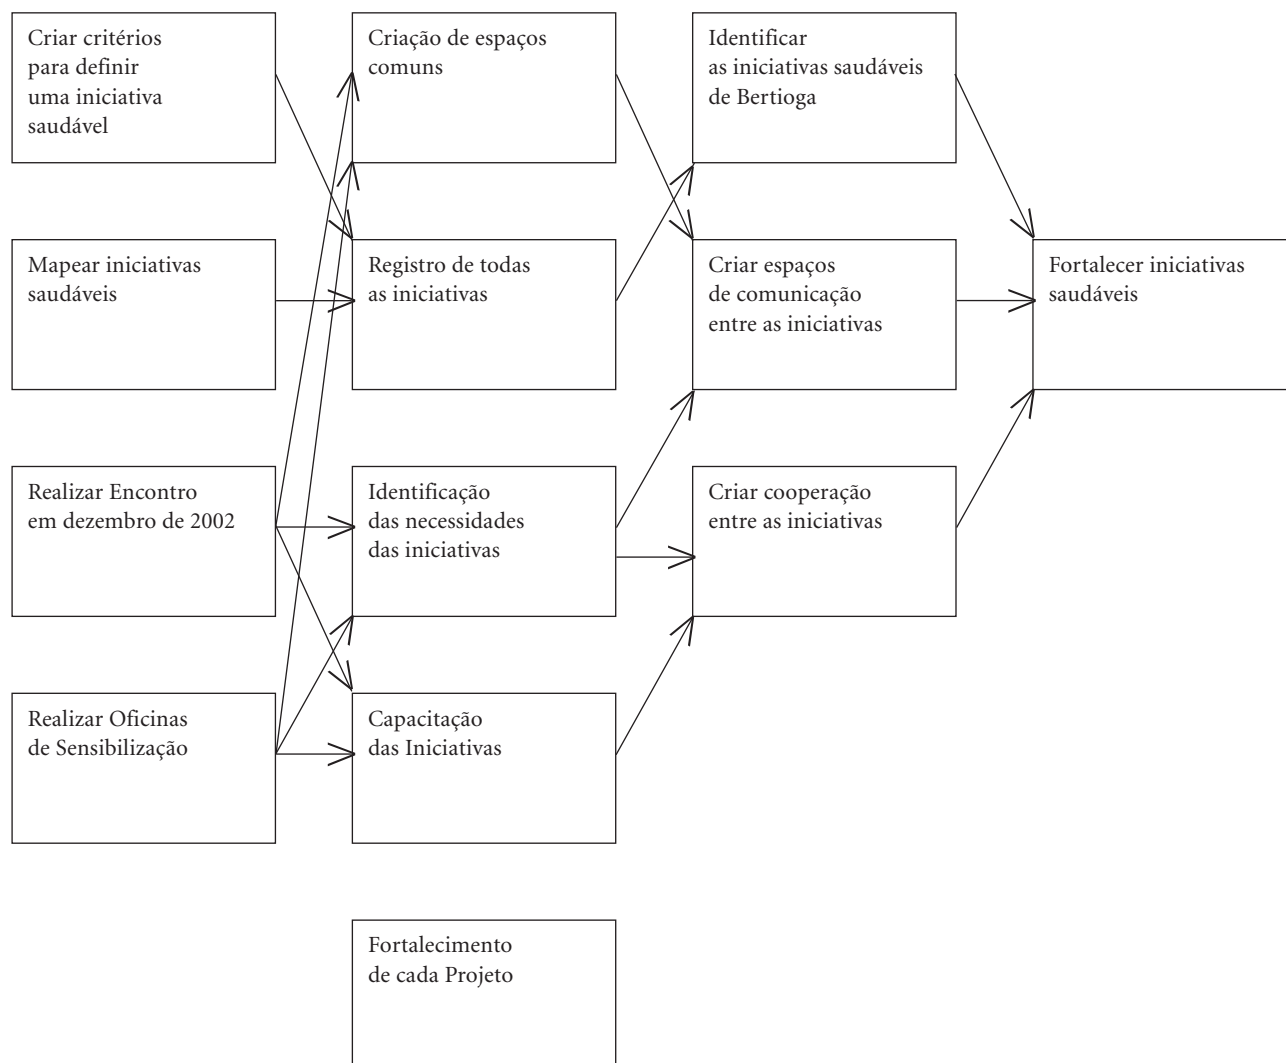 Criar critérios
para definir
uma iniciativa
saudável
Criação de espaços
comuns
Identificar
as iniciativas saudáveis
de Bertioga
Mapear iniciativas
saudáveis
Registro de todas
as iniciativas
Criar espaços
de comunicação
entre as iniciativas
Fortalecer iniciativas
saudáveis
Realizar Encontro
em dezembro de 2002
Identificação
das necessidades
das iniciativas
Criar cooperação
entre as iniciativas
Realizar Oficinas
de Sensibilização
Capacitação
das Iniciativas
Fortalecimento
de cada Projeto